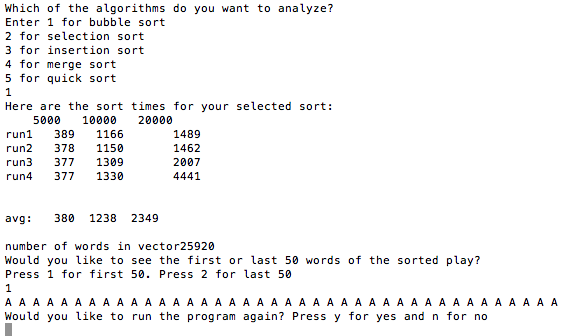 Which of the algorithms do you want to analyze?
Enter 1 for bubble sort
2 for selection sort
3 for insertion sort
4 for merge sort
5 for quick sort
1
Here are the sort times for your selected sort:
5000 10000 20000
run1 389 1166 1489
run2 378 1150 1462
run3 377 1309 2007
run4 377 1330 4441
avg: 380 1238 2349
number of words in vector25920
Would you like to see the first or last 50 words of the sorted play?
Press 1 for first 50. Press 2 for last 50
1
A A A A A A A A A A A A A A A A A A A A A A A A A A A A A A A A A A A A A A A A
Would you like to run the program again? Press y for yes and n for no